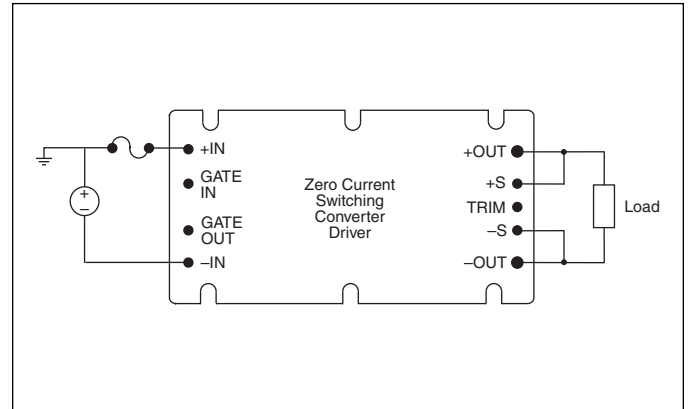 +IN
GATE
IN
GATE
OUT
–IN
+
–
Zero Current
Switching
Converter
Driver
+OUT
+S
TRIM
–S
–OUT
Load